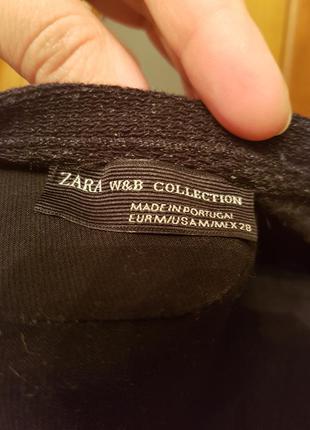 ZARA W&B COLLECTION
MADE IN PORTUGAL
EUR M/USA M/MEX 28